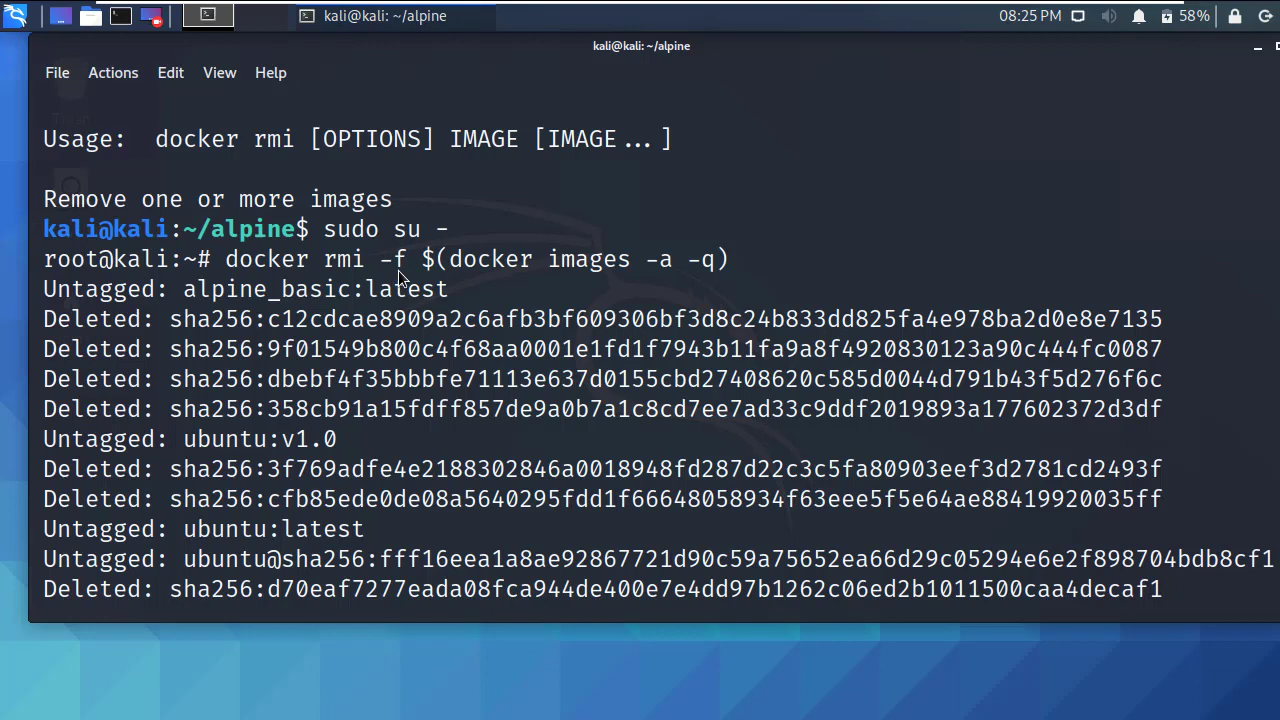 kali@kali: ~/alpine
08:25 PM
58%
kali@kali: ~/alpine
File Actions Edit View Help
Usage:  docker rmi [OPTIONS] IMAGE [IMAGE...]
Remove one or more images
kali@kali:~/alpine$ sudo su -
root@kali:~# docker rmi -f $(docker images -a -q)
Untagged: alpine_basic:latest
Deleted: sha256:c12cdcae8909a2c6afb3bf609306bf3d8c24b833dd825fa4e978ba2d0e8e7135
Deleted: sha256:9f01549b800c4f68aa0001e1fd1f7943b11fa9a8f4920830123a90c444fc0087
Deleted: sha256:dbebf4f35bbbfe71113e637d0155cbd27408620c585d0044d791b43f5d276f6c
Deleted: sha256:358cb91a15fdff857de9a0b7a1c8cd7ee7ad33c9ddf2019893a177602372d3df
Untagged: ubuntu:v1.0
Deleted: sha256:3f769adfe4e2188302846a0018948fd287d22c3c5fa80903eef3d2781cd2493f
Deleted: sha256:cfb85ede0de08a5640295fdd1f66648058934f63eee5f5e64ae88419920035ff
Untagged: ubuntu:latest
Untagged: ubuntu@sha256:fff16eea1a8ae92867721d90c59a75652ea66d29c05294e6e2f898704bdb8cf1
Deleted: sha256:d70eaf7277eada08fca944de400e7e4dd97b1262c06ed2b1011500caa4decaf1